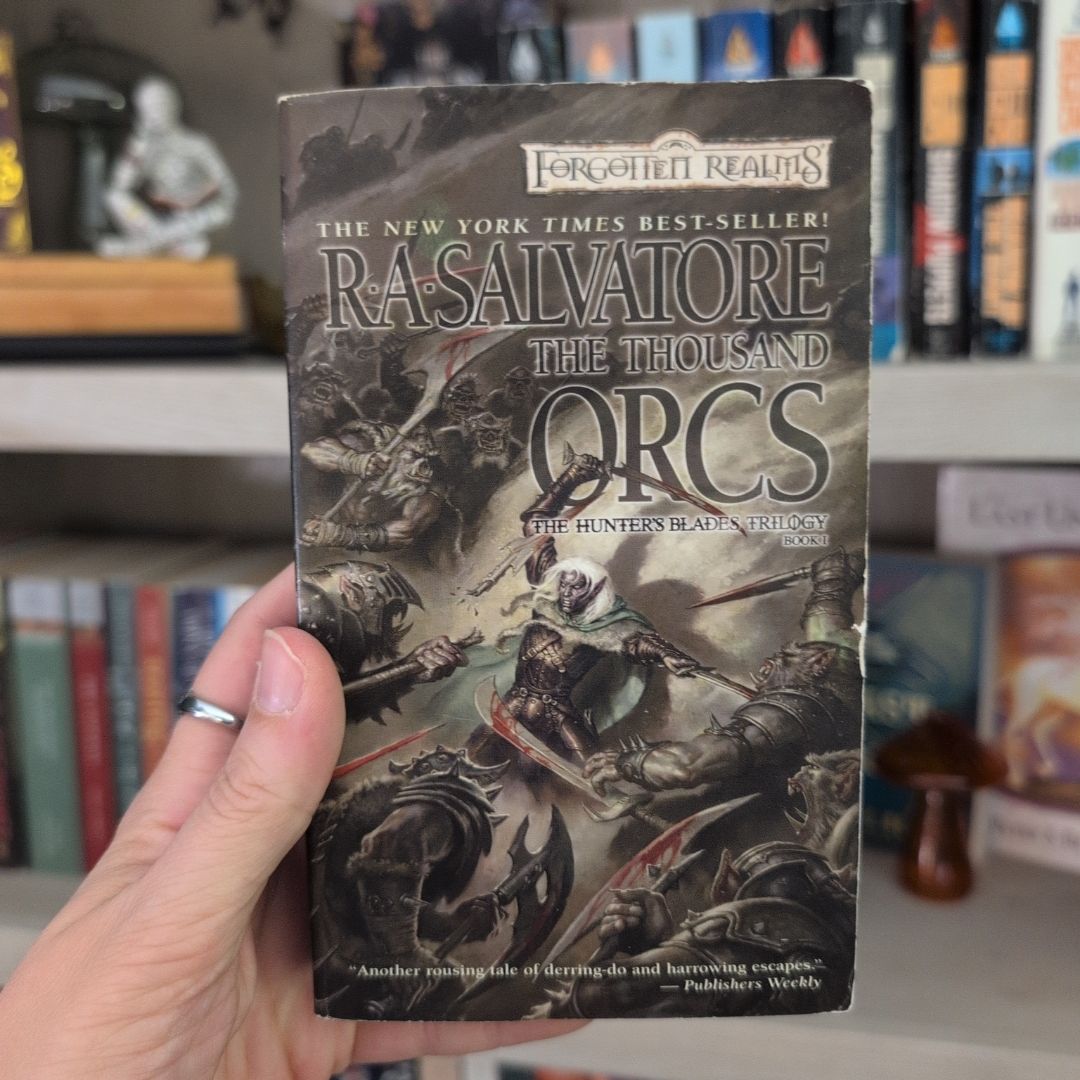 FORGOTTEN REALMS
THE NEW YORK TIMES BEST-SELLER!
R·A·SALVATORE
THE THOUSAND
ORCS
THE HUNTER'S BLADES TRILOGY
BOOK I
"Another rousing tale of derring-do and harrowing escapes."
— Publishers Weekly